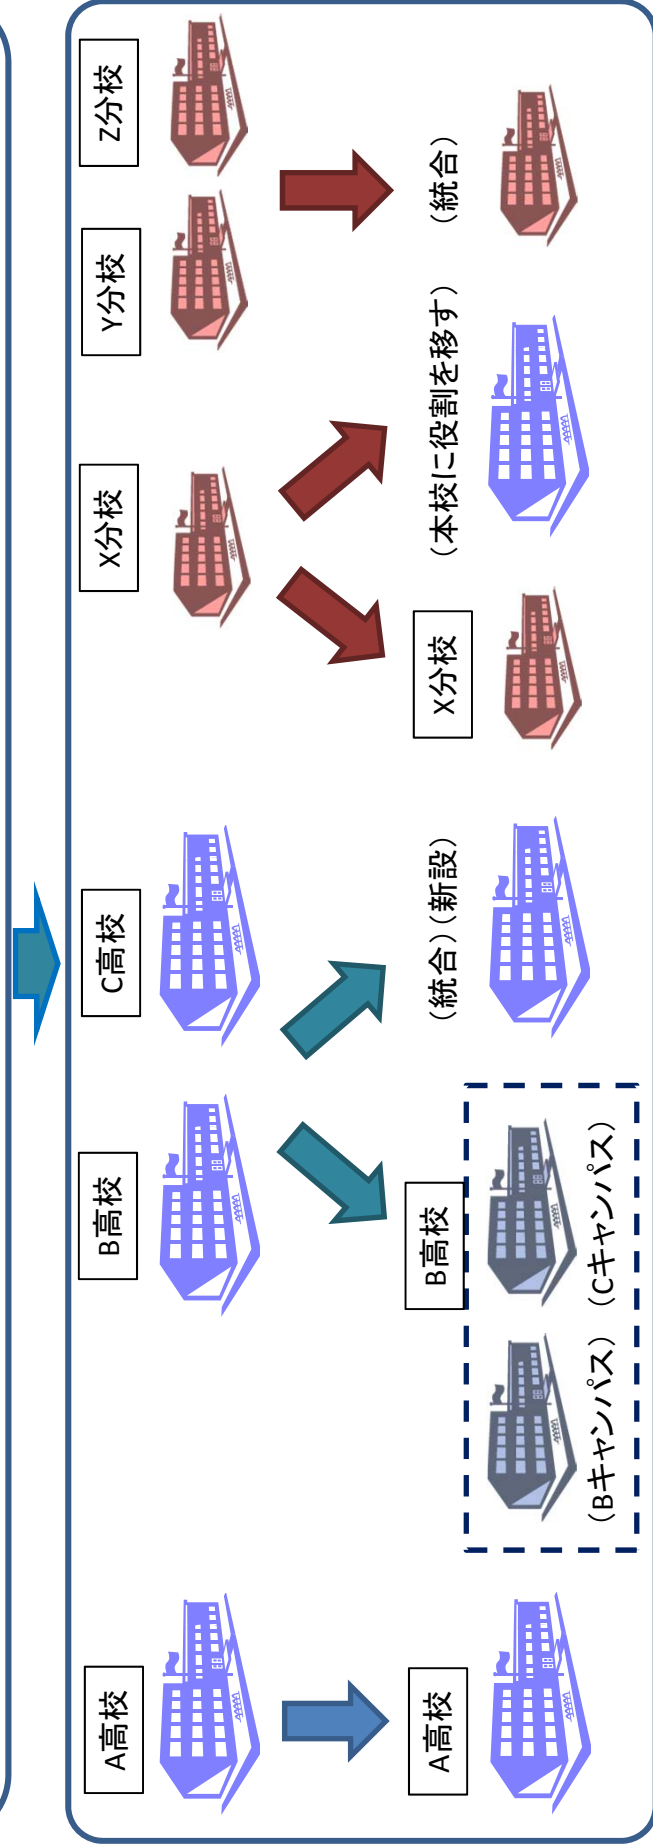 A高校
B高校
C高校
X分校
Y分校
Z分校
A高校
B高校
(統合)(新設)
X分校
(本校に役割を移す)
(統合)
(Bキャンパス)
(Cキャンパス)